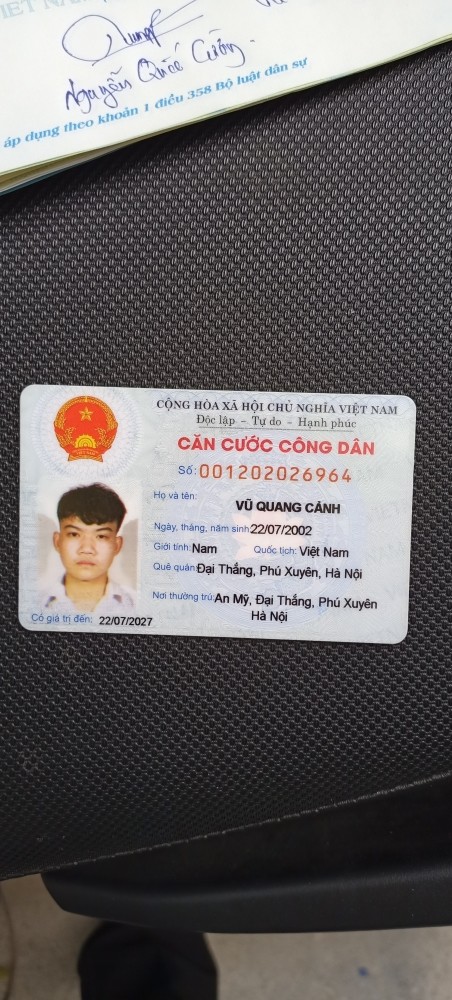 VIET NAM
Nguyễn Quốc Cường
áp dụng theo khoản 1 điều 358 Bộ luật dân sự
CỘNG HÒA XÃ HỘI CHỦ NGHĨA VIỆT NAM
Độc lập – Tự do – Hạnh phúc
CĂN CƯỚC CÔNG DÂN
Số: 001202026964
Họ và tên:
VŨ QUANG CẢNH
Ngày, tháng, năm sinh: 22/07/2002
Giới tính: Nam Quốc tịch: Việt Nam
Quê quán: Đại Thắng, Phú Xuyên, Hà Nội
Nơi thường trú: An Mỹ, Đại Thắng, Phú Xuyên
Hà Nội
Có giá trị đến: 22/07/2027